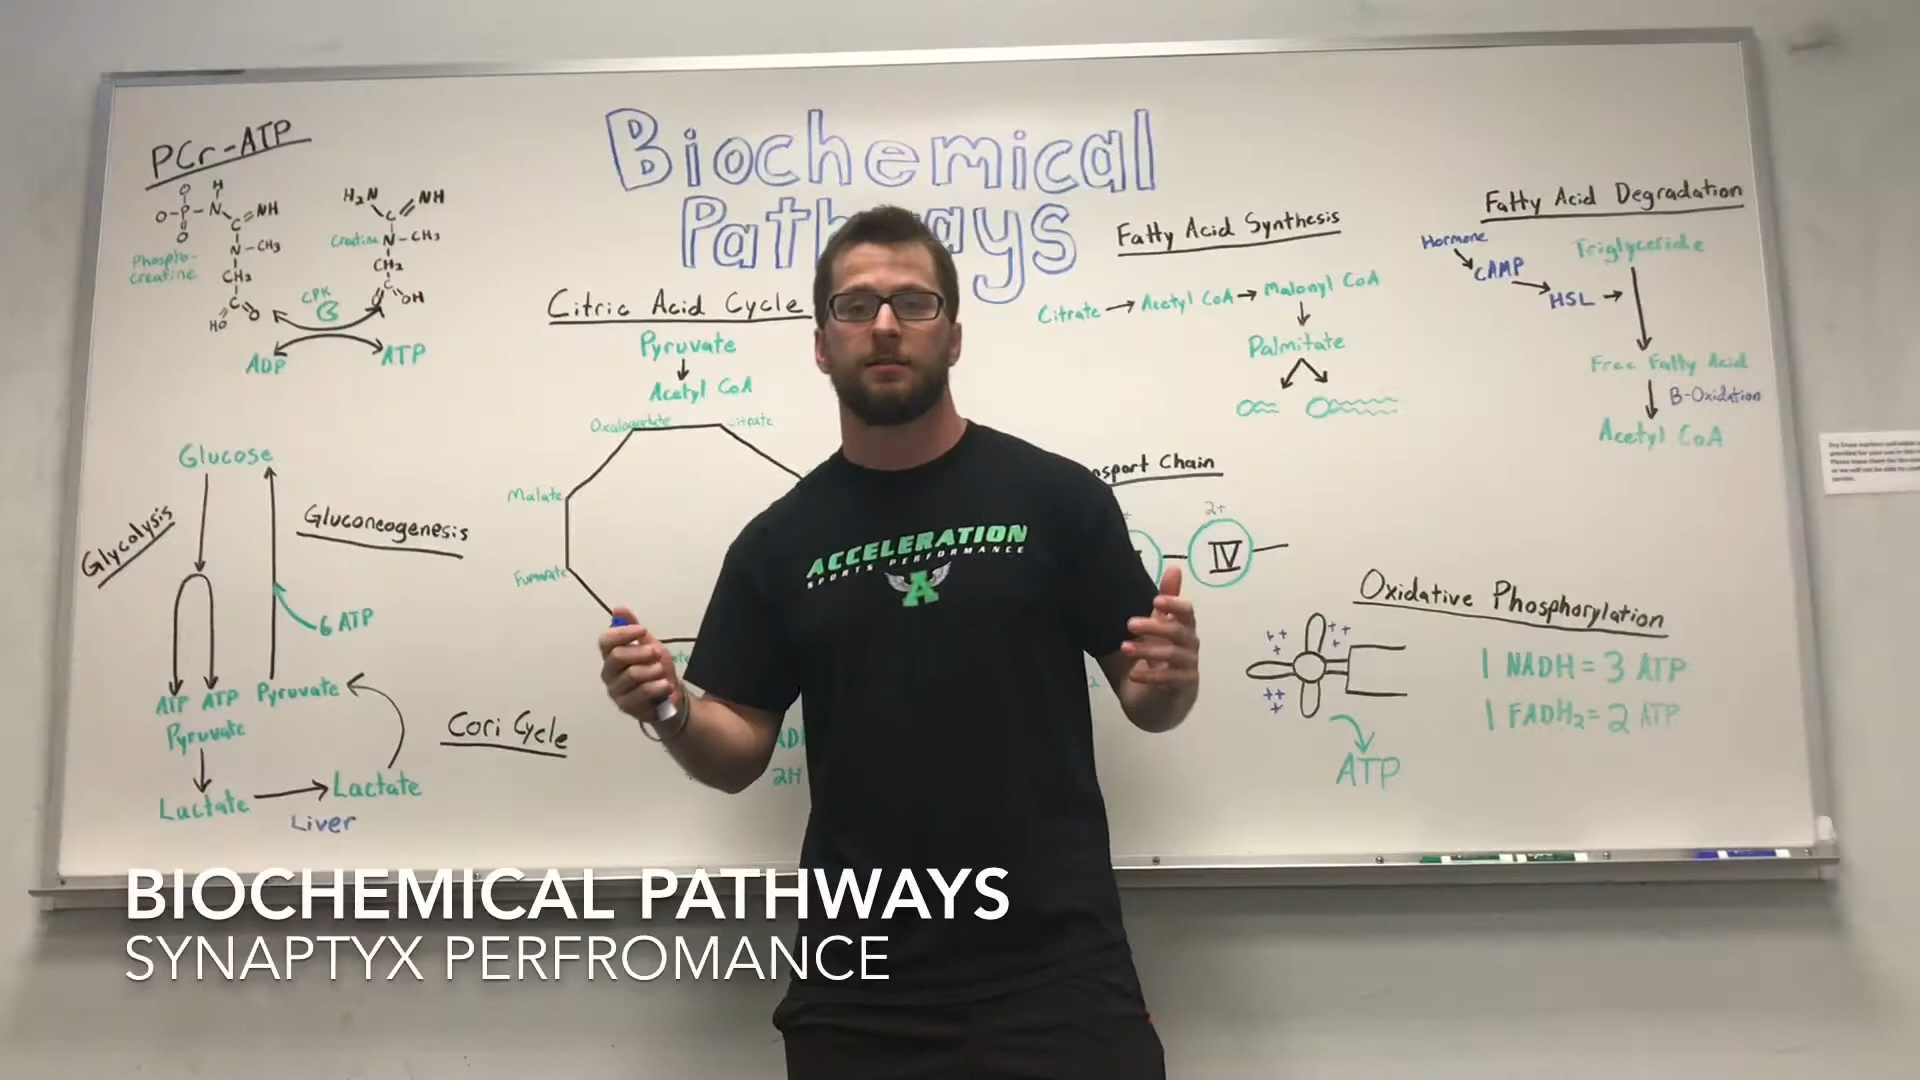 Biochemical
Pathways
PCr-ATP
O
H
O-P-N
NH
O
C
N-CH3
Phospho-
creatine
CH2
C
O
HO
H2N
NH
C
Creatine
N-CH3
CH2
C
O
OH
CPK
ADP
ATP
Glucose
Glycolysis
Gluconeogenesis
6 ATP
ATP ATP
Pyruvate
Pyruvate
Lactate
Lactate
Liver
Cori Cycle
Citric Acid Cycle
Pyruvate
Acetyl CoA
Malate
Fumarate
2H
Fatty Acid Synthesis
Citrate → Acetyl CoA → Malonyl CoA
Palmitate
Fatty Acid Degradation
Hormone
cAMP
HSL →
Triglyceride
Free Fatty Acid
B-Oxidation
Acetyl CoA
Chain
2+
IV
Oxidative Phosphorylation
++
++
+
+
++
+
ATP
1 NADH = 3 ATP
1 FADH2 = 2 ATP
ACCELERATION
SPORTS PERFORMANCE
A
BIOCHEMICAL PATHWAYS
SYNAPTYX PERFROMANCE